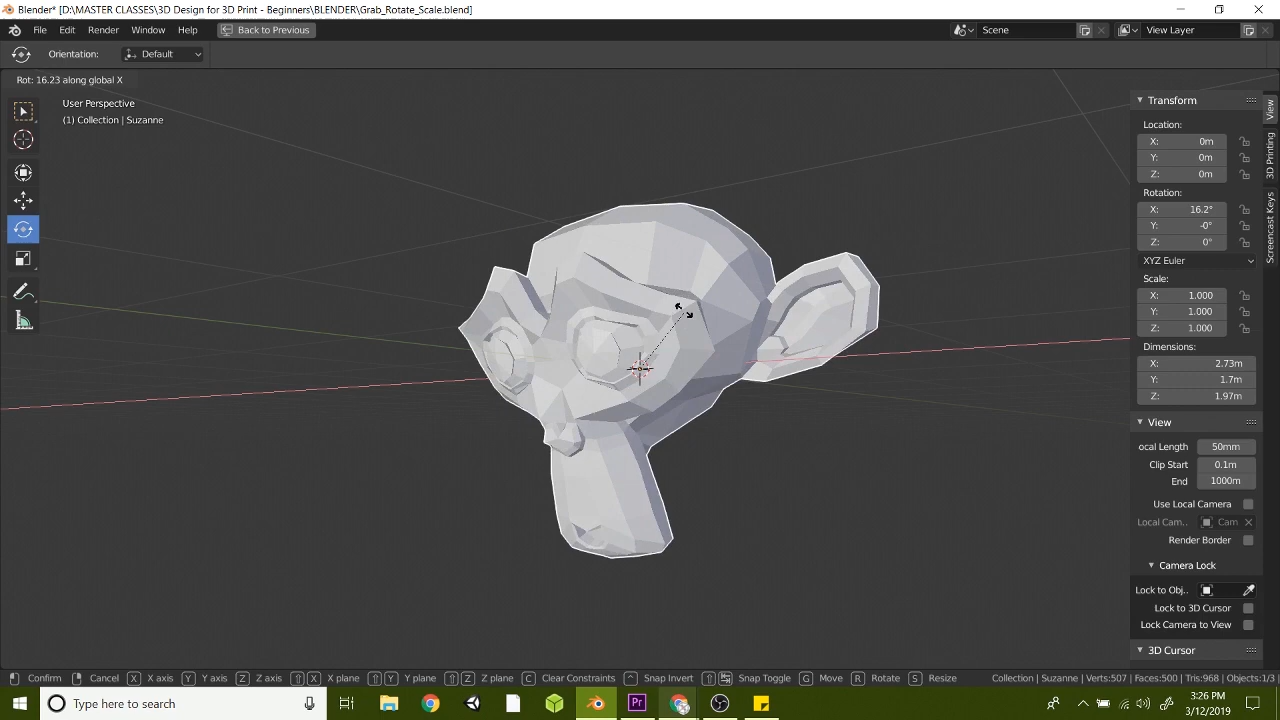 Blender* [D:\MASTER CLASSES\3D Design for 3D Print - Beginners\BLENDER\Grab_Rotate_Scale.blend]
File Edit Render Window Help Back to Previous Scene View Layer
Orientation: Default
Rot: 16.23 along global X
User Perspective
(1) Collection | Suzanne
Transform
Location:
X: 0m
Y: 0m
Z: 0m
Rotation:
X: 16.2°
Y: -0°
Z: 0°
XYZ Euler
Scale:
X: 1.000
Y: 1.000
Z: 1.000
Dimensions:
X: 2.73m
Y: 1.7m
Z: 1.97m
View
ocal Length 50mm
Clip Start 0.1m
End 1000m
Use Local Camera
Local Cam.. Cam
Render Border
Camera Lock
Lock to Obj.
Lock to 3D Cursor
Lock Camera to View
3D Cursor
View
3D Printing
Screencast Keys
Confirm Cancel X X axis Y Y axis Z Z axis X X plane Y Y plane Z Z plane C Clear Constraints Snap Invert Snap Toggle G Move R Rotate S Resize Collection | Suzanne | Verts:507 | Faces:500 | Tris:968 | Objects:1/3
Type here to search
Pr
3:26 PM
3/12/2019